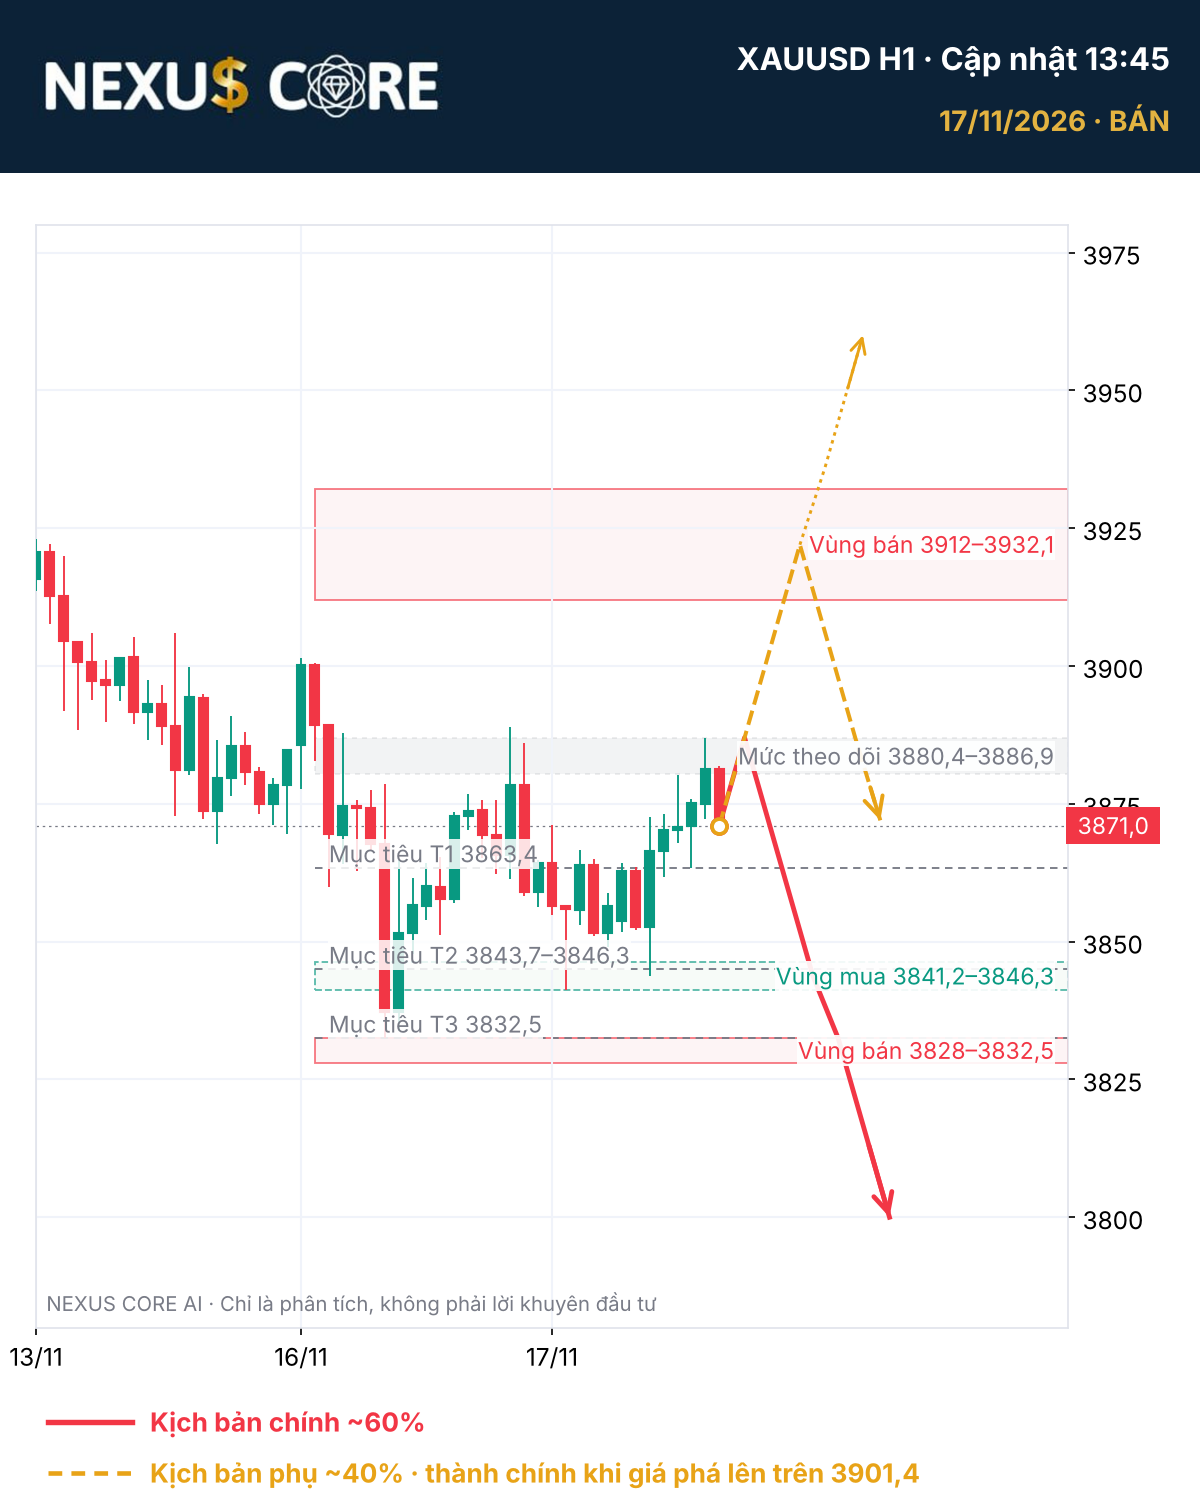 NEXU$ CORE
XAUUSD H1 · Cập nhật 13:45
17/11/2026 · BÁN
3975
3950
3925
Vùng bán 3912–3932,1
3900
Mức theo dõi 3880,4–3886,9
3875
3871,0
Mục tiêu T1 3863,4
3850
Mục tiêu T2 3843,7–3846,3
Vùng mua 3841,2–3846,3
Mục tiêu T3 3832,5
Vùng bán 3828–3832,5
3825
3800
NEXUS CORE AI · Chỉ là phân tích, không phải lời khuyên đầu tư
13/11 16/11 17/11
Kịch bản chính ~60%
Kịch bản phụ ~40% · thành chính khi giá phá lên trên 3901,4